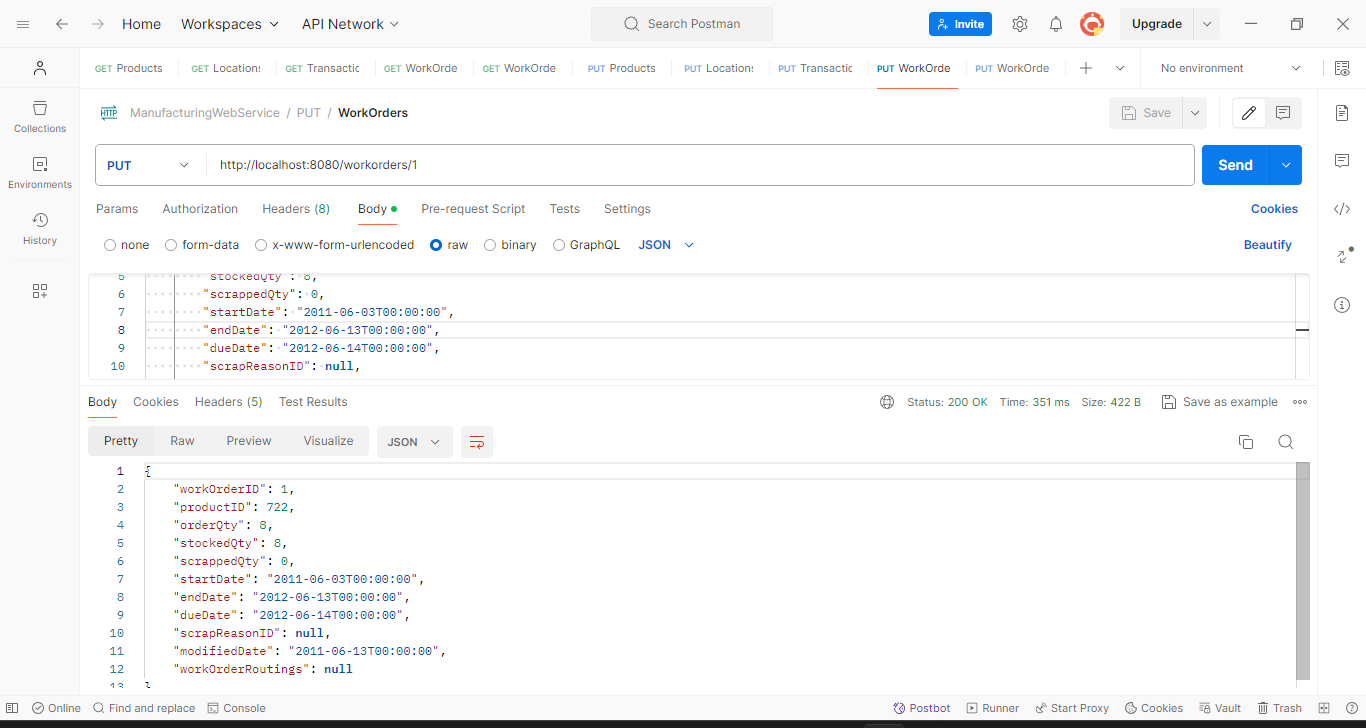 Home Workspaces API Network Search Postman Invite Upgrade
GET Products GET Locations GET Transactic GET WorkOrde GET WorkOrde PUT Products PUT Locations PUT Transactic PUT WorkOrde PUT WorkOrde No environment
HTTP ManufacturingWebService / PUT / WorkOrders Save
Collections
Environments
History
PUT http://localhost:8080/workorders/1 Send
Params Authorization Headers (8) Body Pre-request Script Tests Settings Cookies
none form-data x-www-form-urlencoded raw binary GraphQL JSON Beautify
5 "stockedQty": 8,
6 "scrappedQty": 0,
7 "startDate": "2011-06-03T00:00:00",
8 "endDate": "2012-06-13T00:00:00",
9 "dueDate": "2012-06-14T00:00:00",
10 "scrapReasonID": null,
Body Cookies Headers (5) Test Results Status: 200 OK Time: 351 ms Size: 422 B Save as example
Pretty Raw Preview Visualize JSON
1 {
2 "workOrderID": 1,
3 "productID": 722,
4 "orderQty": 8,
5 "stockedQty": 8,
6 "scrappedQty": 0,
7 "startDate": "2011-06-03T00:00:00",
8 "endDate": "2012-06-13T00:00:00",
9 "dueDate": "2012-06-14T00:00:00",
10 "scrapReasonID": null,
11 "modifiedDate": "2011-06-13T00:00:00",
12 "workOrderRoutings": null
13 }
Online Find and replace Console Postbot Runner Start Proxy Cookies Vault Trash